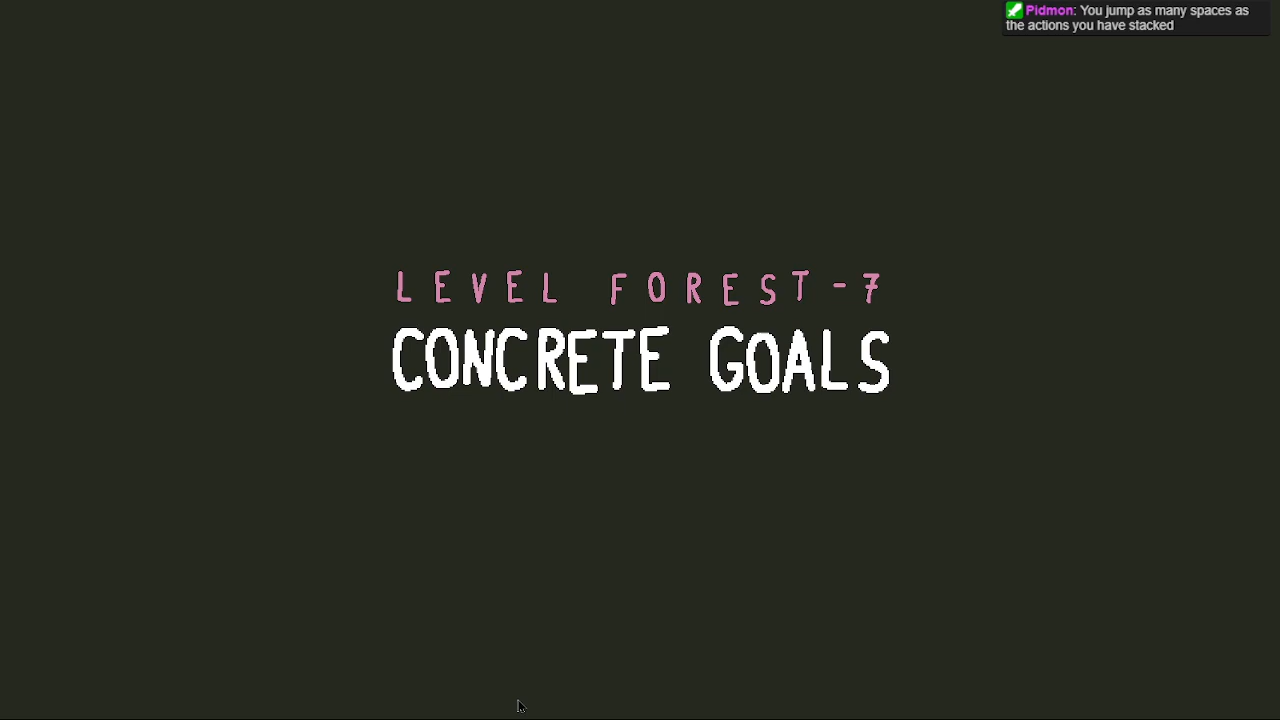 Pidmon: You jump as many spaces as
the actions you have stacked
LEVEL FOREST-7
CONCRETE GOALS